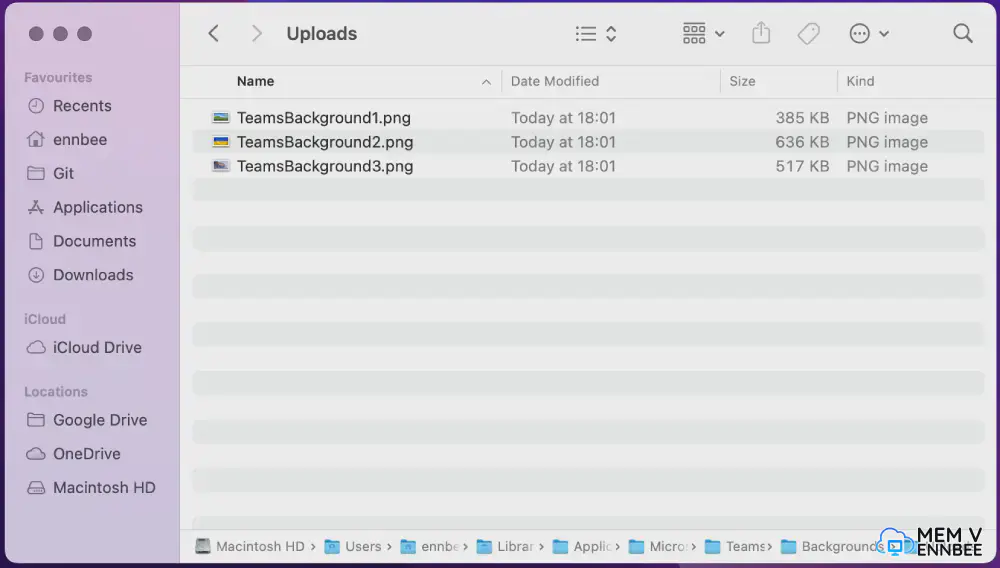 Uploads
Favourites
Recents
ennbee
Git
Applications
Documents
Downloads
iCloud
iCloud Drive
Locations
Google Drive
OneDrive
Macintosh HD
Name Date Modified Size Kind
TeamsBackground1.png Today at 18:01 385 KB PNG image
TeamsBackground2.png Today at 18:01 636 KB PNG image
TeamsBackground3.png Today at 18:01 517 KB PNG image
Macintosh HD › Users › ennbe › Librar › Applic › Micro › Teams › Backgrounds
MEM V
ENNBEE